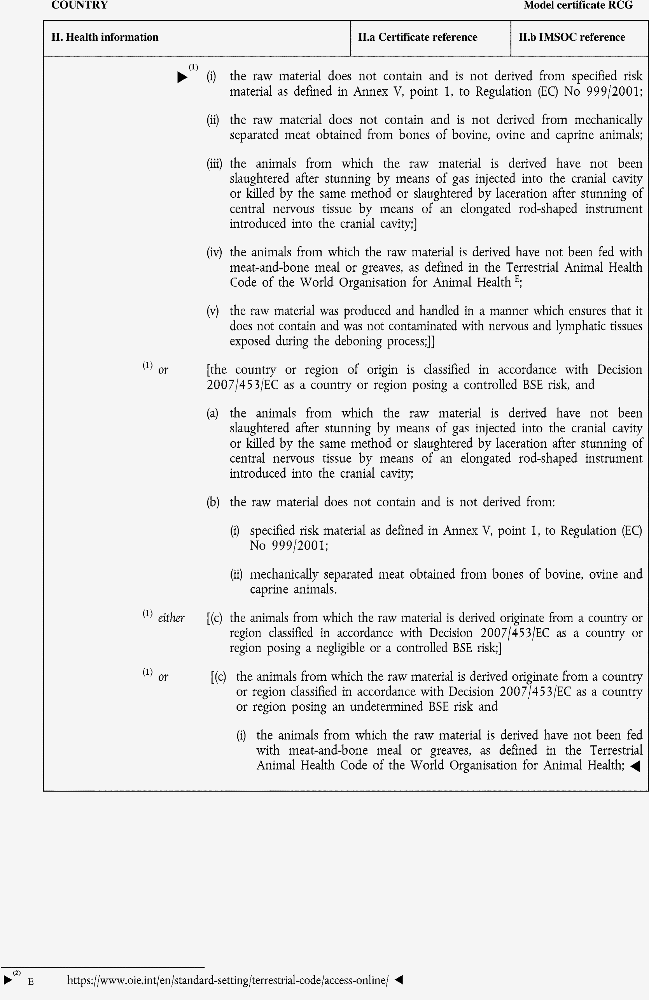 COUNTRY Model certificate RCG
II. Health information II.a Certificate reference II.b IMSOC reference
▶(1) (i) the raw material does not contain and is not derived from specified risk
material as defined in Annex V, point 1, to Regulation (EC) No 999/2001;
(ii) the raw material does not contain and is not derived from mechanically
separated meat obtained from bones of bovine, ovine and caprine animals;
(iii) the animals from which the raw material is derived have not been
slaughtered after stunning by means of gas injected into the cranial cavity
or killed by the same method or slaughtered by laceration after stunning of
central nervous tissue by means of an elongated rod-shaped instrument
introduced into the cranial cavity;]
(iv) the animals from which the raw material is derived have not been fed with
meat-and-bone meal or greaves, as defined in the Terrestrial Animal Health
Code of the World Organisation for Animal Health E;
(v) the raw material was produced and handled in a manner which ensures that it
does not contain and was not contaminated with nervous and lymphatic tissues
exposed during the deboning process;]]
(1) or [the country or region of origin is classified in accordance with Decision
2007/453/EC as a country or region posing a controlled BSE risk, and
(a) the animals from which the raw material is derived have not been
slaughtered after stunning by means of gas injected into the cranial cavity
or killed by the same method or slaughtered by laceration after stunning of
central nervous tissue by means of an elongated rod-shaped instrument
introduced into the cranial cavity;
(b) the raw material does not contain and is not derived from:
(i) specified risk material as defined in Annex V, point 1, to Regulation (EC)
No 999/2001;
(ii) mechanically separated meat obtained from bones of bovine, ovine and
caprine animals.
(1) either [(c) the animals from which the raw material is derived originate from a country or
region classified in accordance with Decision 2007/453/EC as a country or
region posing a negligible or a controlled BSE risk;]
(1) or [(c) the animals from which the raw material is derived originate from a country
or region classified in accordance with Decision 2007/453/EC as a country
or region posing an undetermined BSE risk and
(i) the animals from which the raw material is derived have not been fed
with meat-and-bone meal or greaves, as defined in the Terrestrial
Animal Health Code of the World Organisation for Animal Health; ◀
▶(2) E https://www.oie.int/en/standard-setting/terrestrial-code/access-online/ ◀